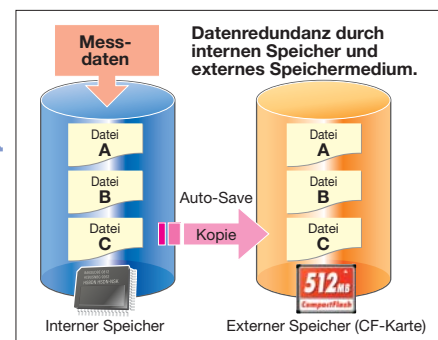 Mess-
daten
Datenredundanz durch
internen Speicher und
externes Speichermedium.
Datei
A
Datei
B
Datei
C
Auto-Save
Kopie
Datei
A
Datei
B
Datei
C
512MB
CompactFlash
Interner Speicher
Externer Speicher (CF-Karte)